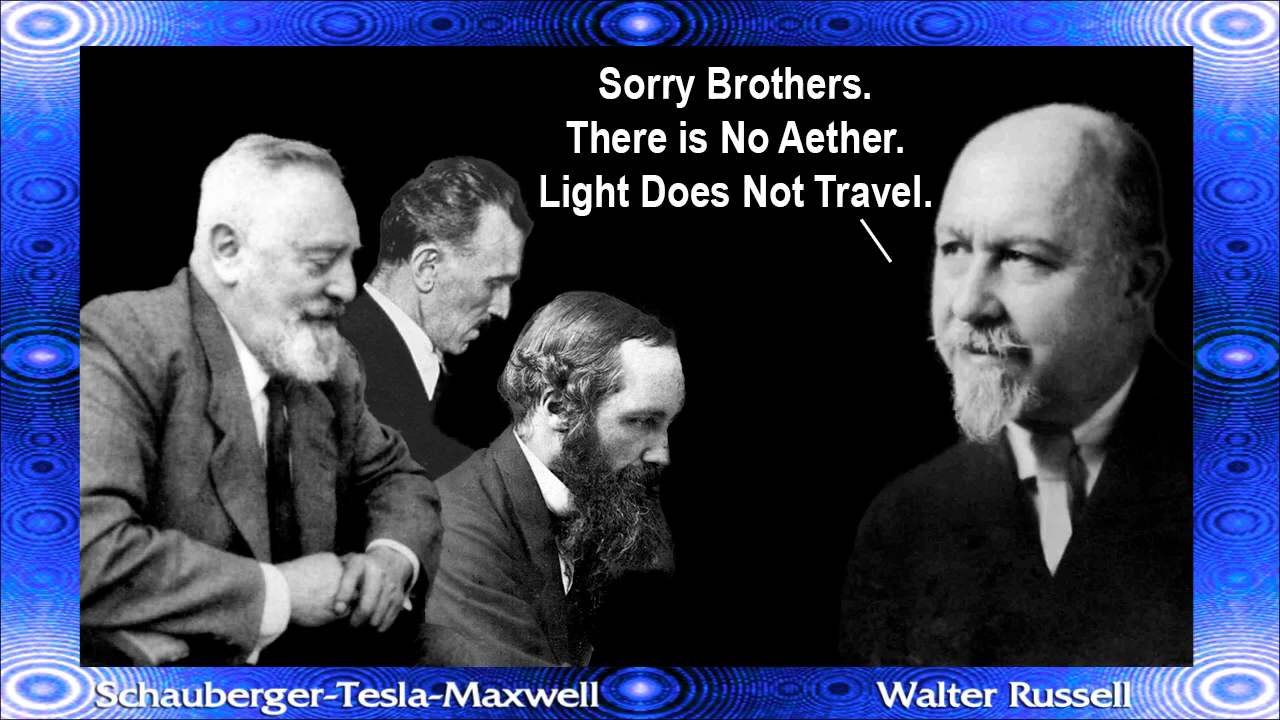 Sorry Brothers.
There is No Aether.
Light Does Not Travel.
Schauberger-Tesla-Maxwell
Walter Russell